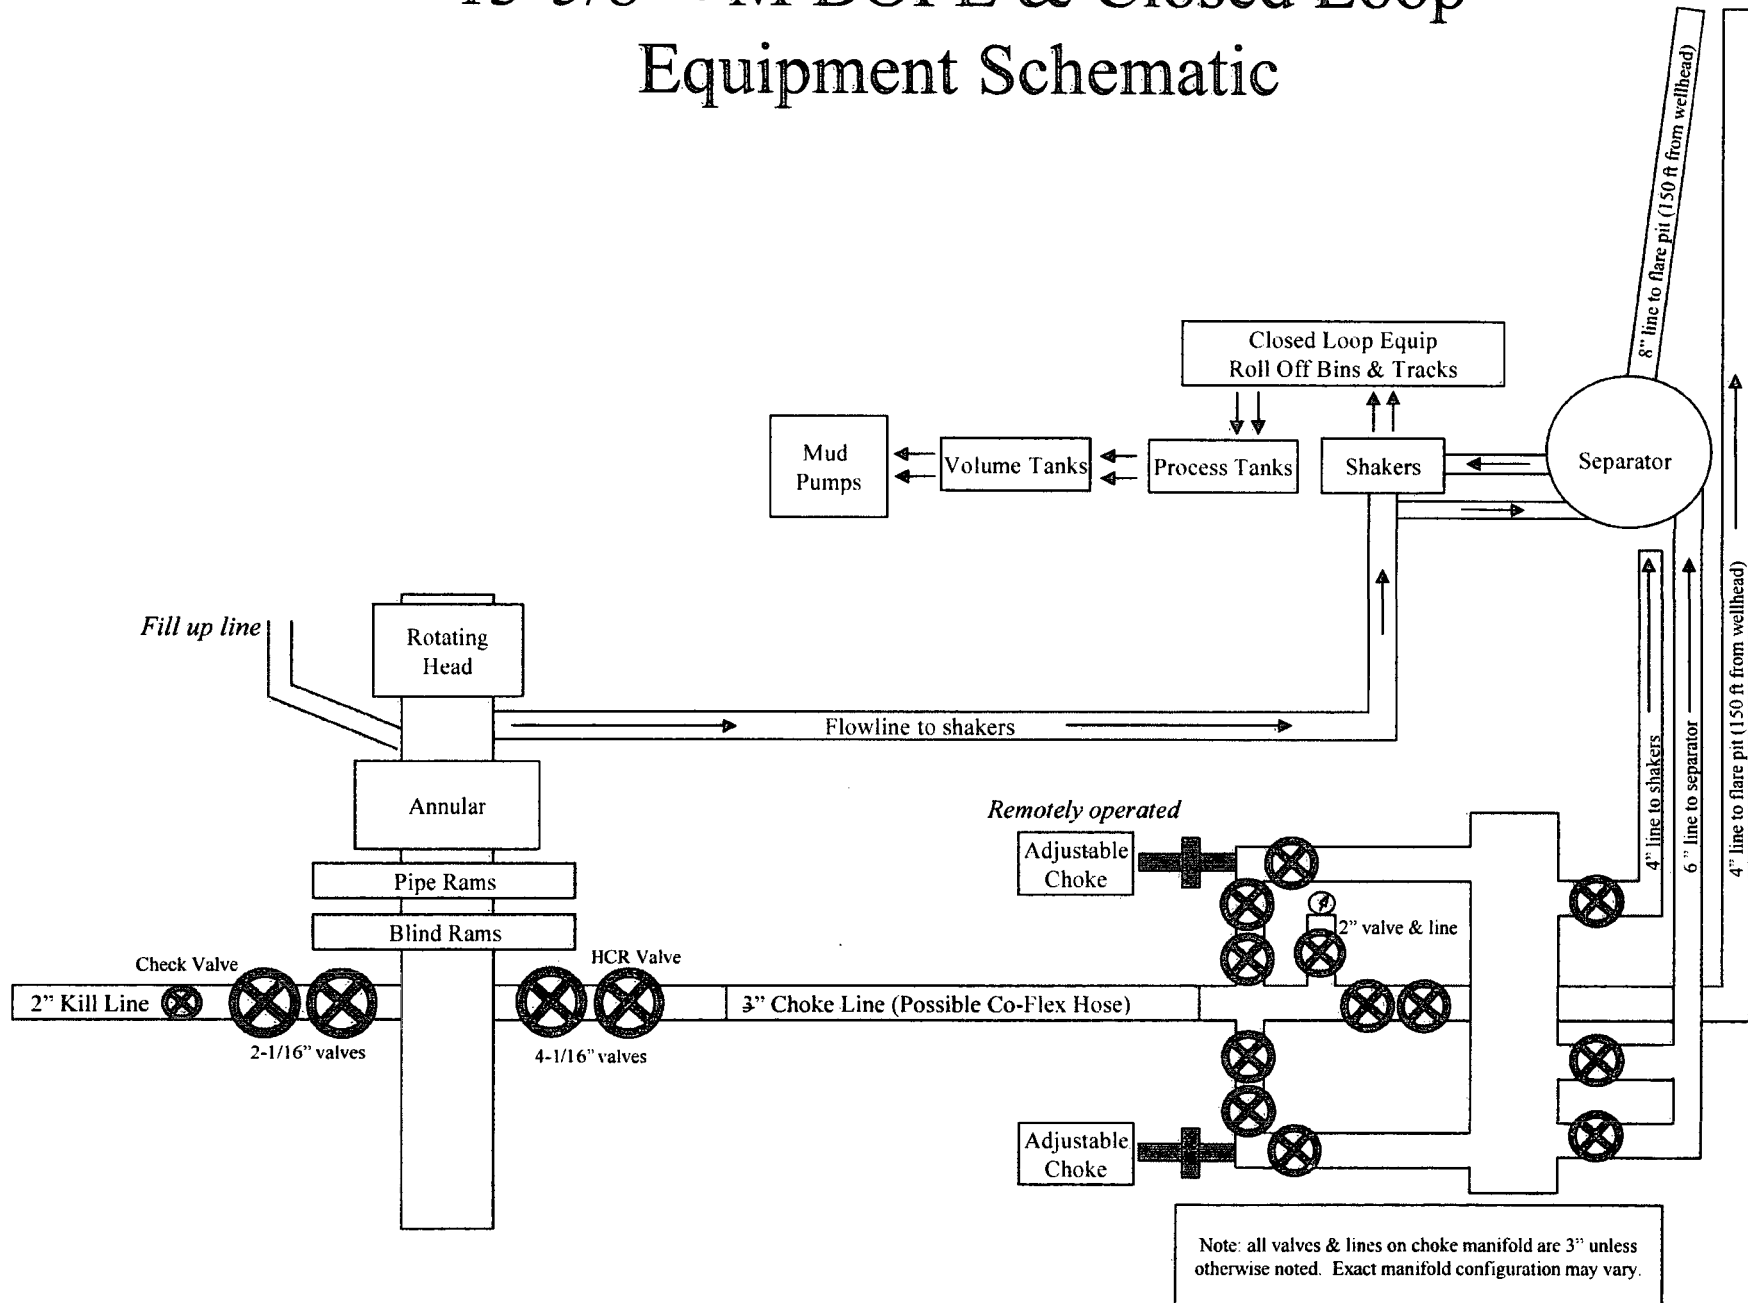 & Closed Loop
Equipment Schematic
8" line to flare pit (150 ft from wellhead)
Closed Loop Equip
Roll Off Bins & Tracks
Mud
Pumps
Volume Tanks
Process Tanks
Shakers
Separator
Fill up line
Rotating
Head
Flowline to shakers
4" line to shakers
6" line to separator
4" line to flare pit (150 ft from wellhead)
Annular
Remotely operated
Adjustable
Choke
Pipe Rams
Blind Rams
2" valve & line
Check Valve
HCR Valve
2" Kill Line
3" Choke Line (Possible Co-Flex Hose)
2-1/16" valves
4-1/16" valves
Adjustable
Choke
Note: all valves & lines on choke manifold are 3" unless
otherwise noted. Exact manifold configuration may vary.